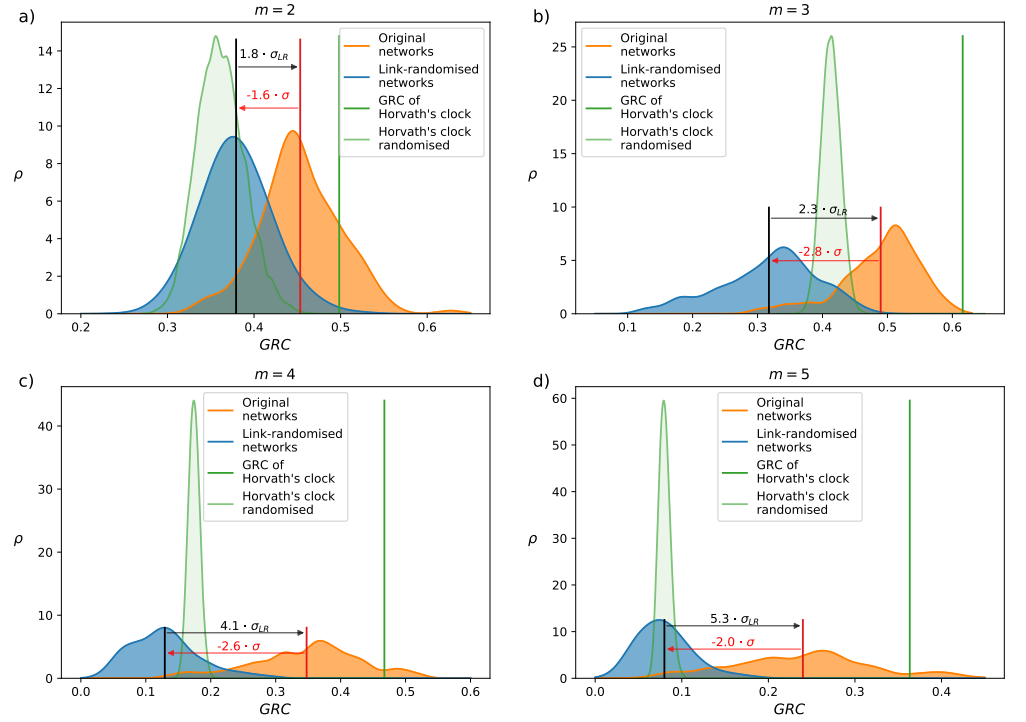 a)
m = 2
14
12
10
8
6
4
2
0
ρ
0.2
0.3
0.4
0.5
0.6
GRC
1.8 · σLR
-1.6 · σ
Original
networks
Link-randomised
networks
GRC of
Horvath's clock
Horvath's clock
randomised
b)
m = 3
25
20
15
10
5
0
ρ
0.1
0.2
0.3
0.4
0.5
0.6
GRC
2.3 · σLR
-2.8 · σ
Original
networks
Link-randomised
networks
GRC of
Horvath's clock
Horvath's clock
randomised
c)
m = 4
40
30
20
10
0
ρ
0.0
0.1
0.2
0.3
0.4
0.5
0.6
GRC
4.1 · σLR
-2.6 · σ
Original
networks
Link-randomised
networks
GRC of
Horvath's clock
Horvath's clock
randomised
d)
m = 5
60
50
40
30
20
10
0
ρ
0.0
0.1
0.2
0.3
0.4
GRC
5.3 · σLR
-2.0 · σ
Original
networks
Link-randomised
networks
GRC of
Horvath's clock
Horvath's clock
randomised